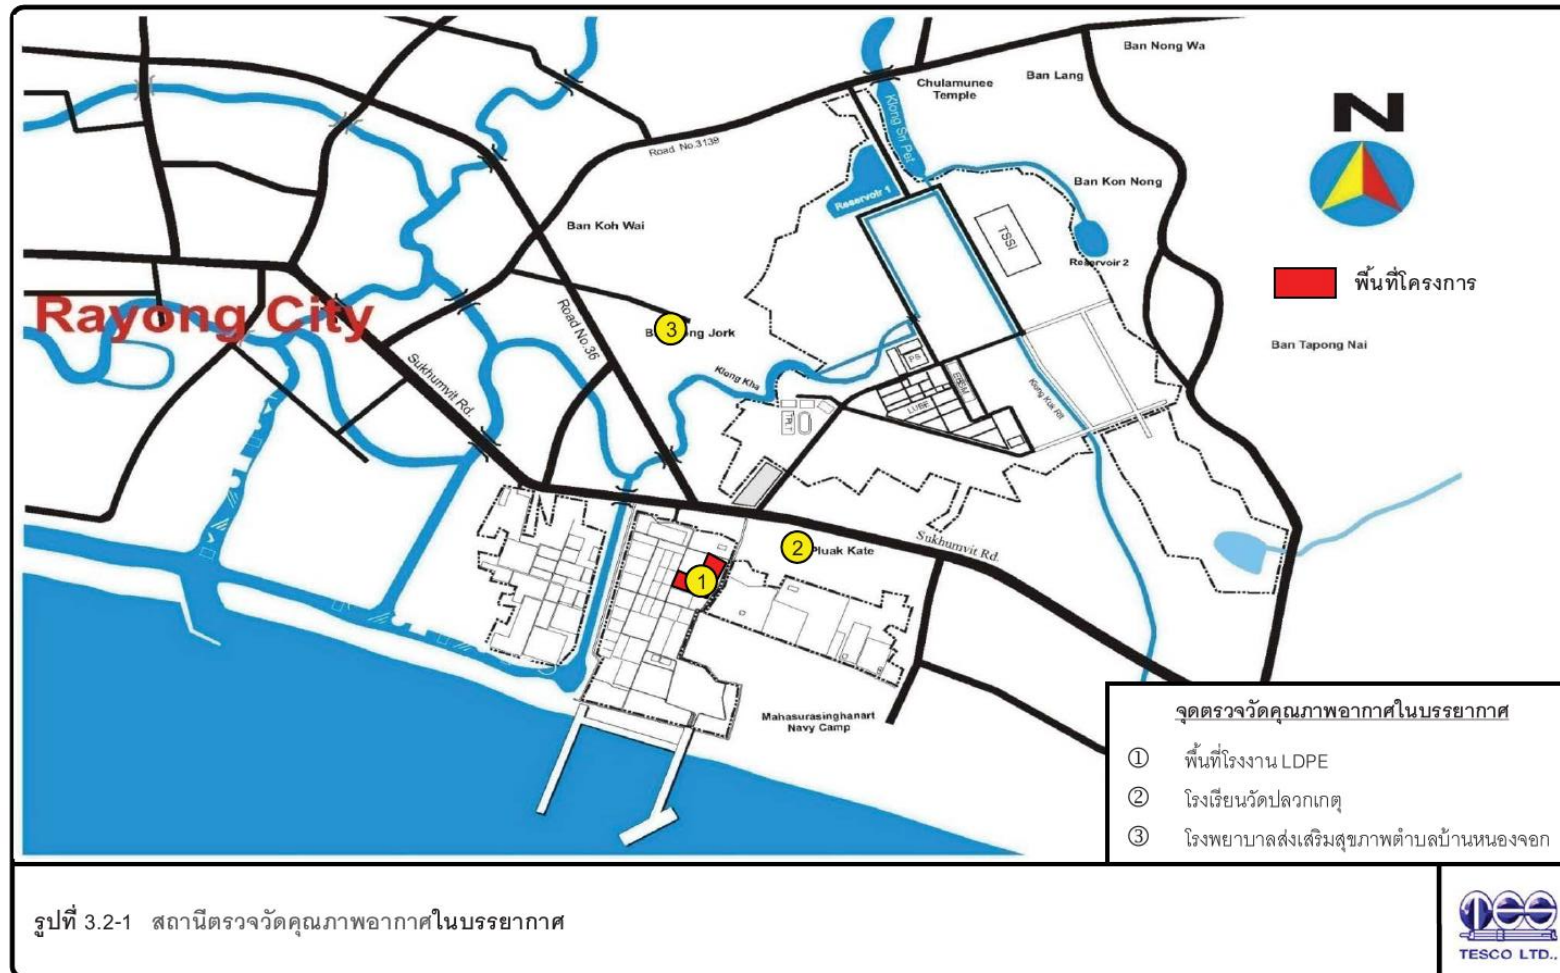 Ban Nong Wa
Ban Lang
Chulamunee
Temple
N
Klong Sri Pet
Road No.3139
Ban Kon Nong
Reservoir 1
Ban Koh Wai
TSSI
Reservoir 2
พื้นที่โครงการ
Rayong City
3
Jork
Road No.36
Ban Tapong Nai
Sukhumvit Rd.
Klong Kha
PS
EBSM
LUBE
TPLT
2
Pluak Kate
Sukhumvit Rd.
1
Mahasurasinghanart
Navy Camp
จุดตรวจวัดคุณภาพอากาศในบรรยากาศ
① พื้นที่โรงงาน LDPE
② โรงเรียนวัดปลวกเกตุ
③ โรงพยาบาลส่งเสริมสุขภาพตำบลบ้านหนองจอก
รูปที่ 3.2-1 สถานีตรวจวัดคุณภาพอากาศในบรรยากาศ
TESCO LTD.,